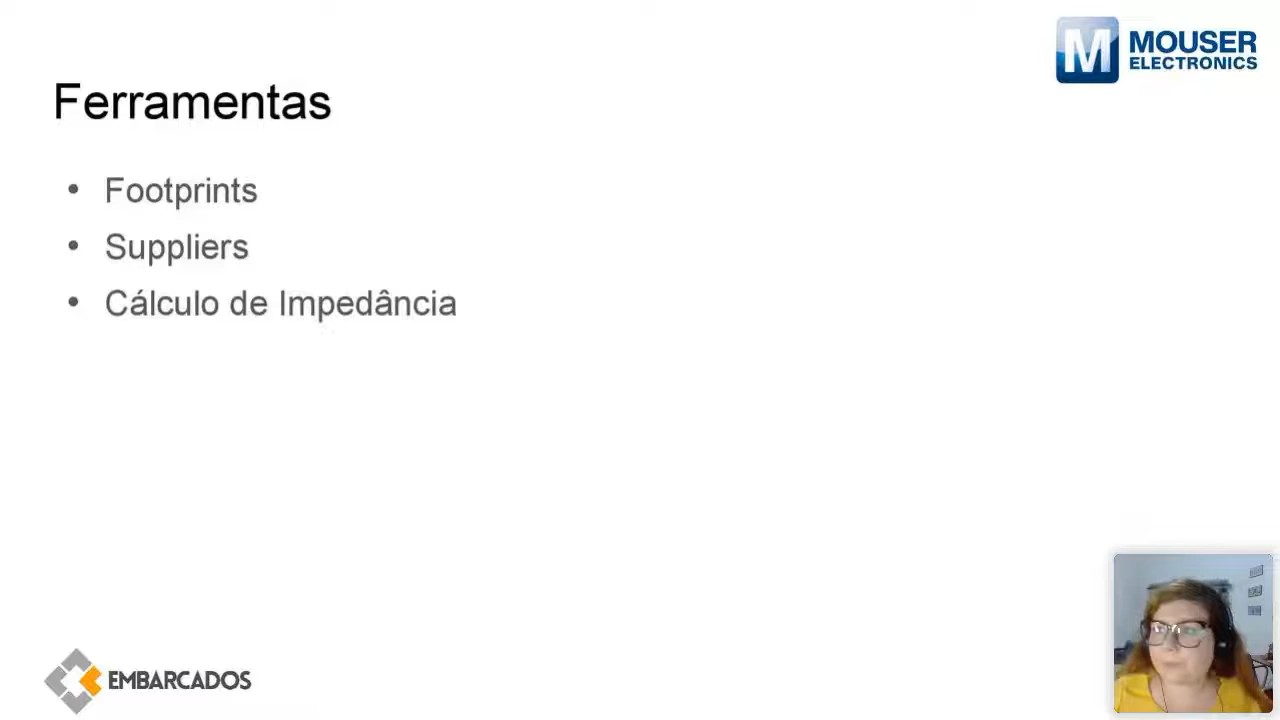 MOUSER
ELECTRONICS
Ferramentas
• Footprints
• Suppliers
• Cálculo de Impedância
EMBARCADOS